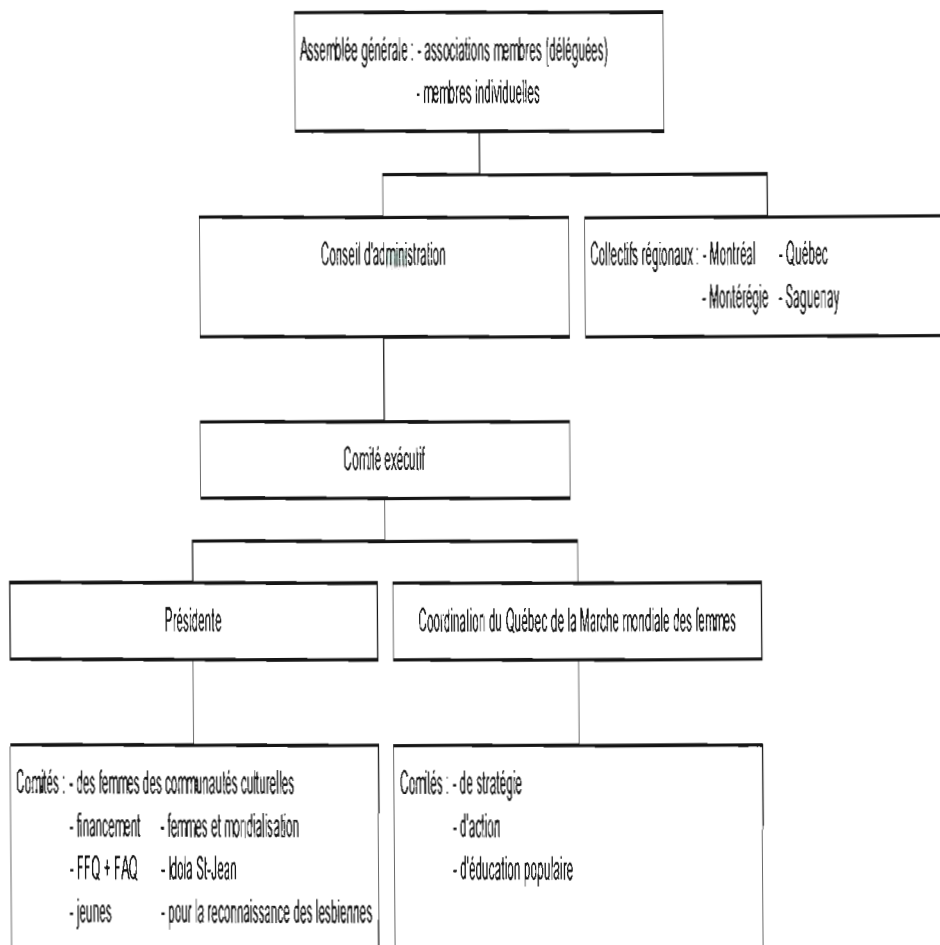 Assemblée générale : - associations membres (déléguées)
- membres individuelles
Conseil d'administration
Collectifs régionaux : - Montréal - Québec
- Montérégie - Saguenay
Comité exécutif
Présidente
Coordination du Québec de la Marche mondiale des femmes
Comités : - des femmes des communautés culturelles
- financement - femmes et mondialisation
- FFQ + FAQ - Idola St-Jean
- jeunes - pour la reconnaissance des lesbiennes
Comités : - de stratégie
- d'action
- d'éducation populaire